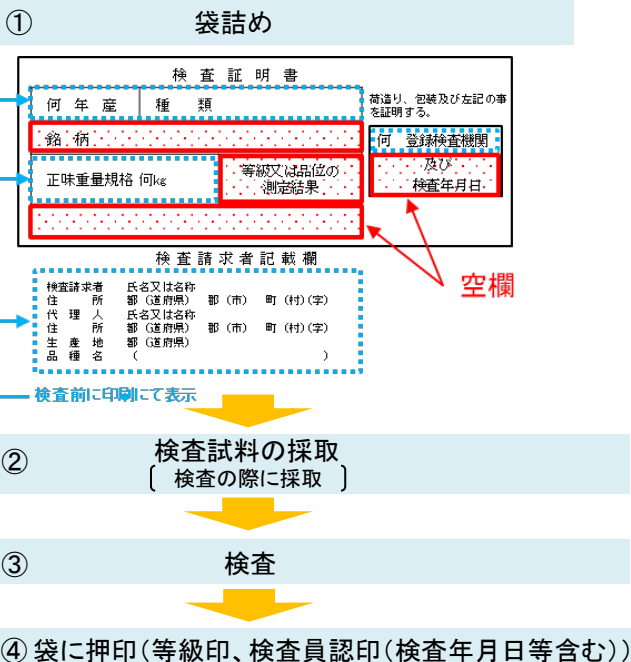 ① 袋詰め
検 査 証 明 書
何 年 産 種 類
荷造り、包装及び左記の事
を証明する。
銘 柄
何 登録検査機関
正味重量規格 何kg
等級又は品位の
測定結果
及び
検査年月日
検 査 請 求 者 記 載 欄
空欄
検査請求者 氏名又は名称
住 所 都 (道府県) 郡 (市) 町 (村)(字)
代 理 人 氏名又は名称
住 所 都 (道府県) 郡 (市) 町 (村)(字)
生 産 地 都 (道府県)
品 種 名 ( )
検査前に印刷にて表示
② 検査試料の採取
〔 検査の際に採取 〕
③ 検査
④ 袋に押印(等級印、検査員認印(検査年月日等含む))